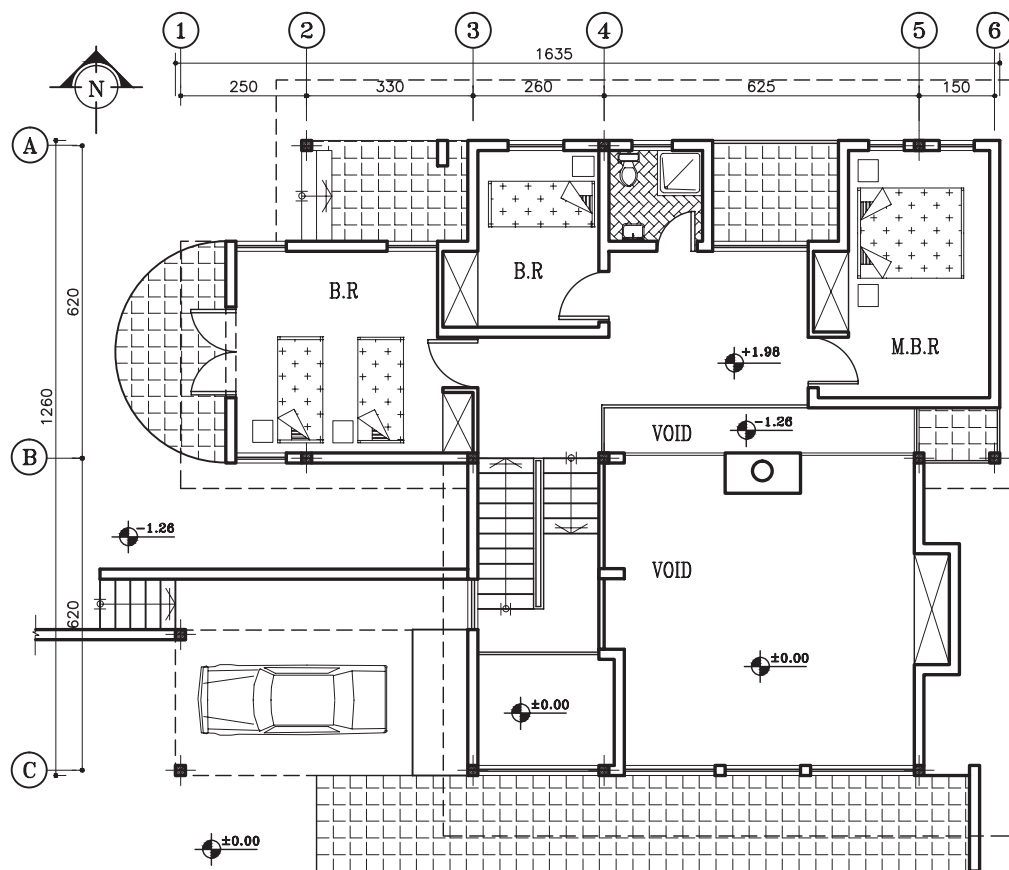 1 2 3 4 5 6
1635
N
250 330 260 625 150
A
B.R
B.R
620
M.B.R
+1.98
1260
VOID
-1.26
B
-1.26
VOID
620
±0.00
±0.00
C
±0.00